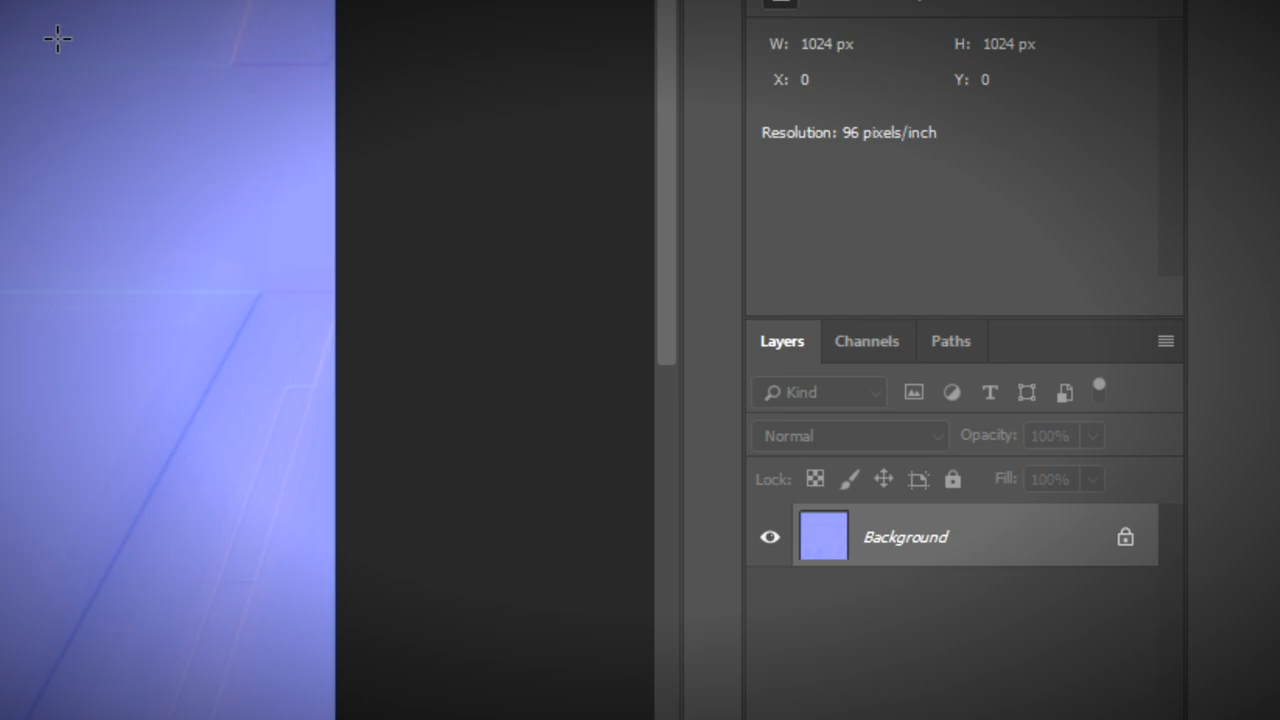 W: 1024 px H: 1024 px
X: 0 Y: 0
Resolution: 96 pixels/inch
Layers Channels Paths
Kind
Normal Opacity: 100%
Lock: Fill: 100%
Background